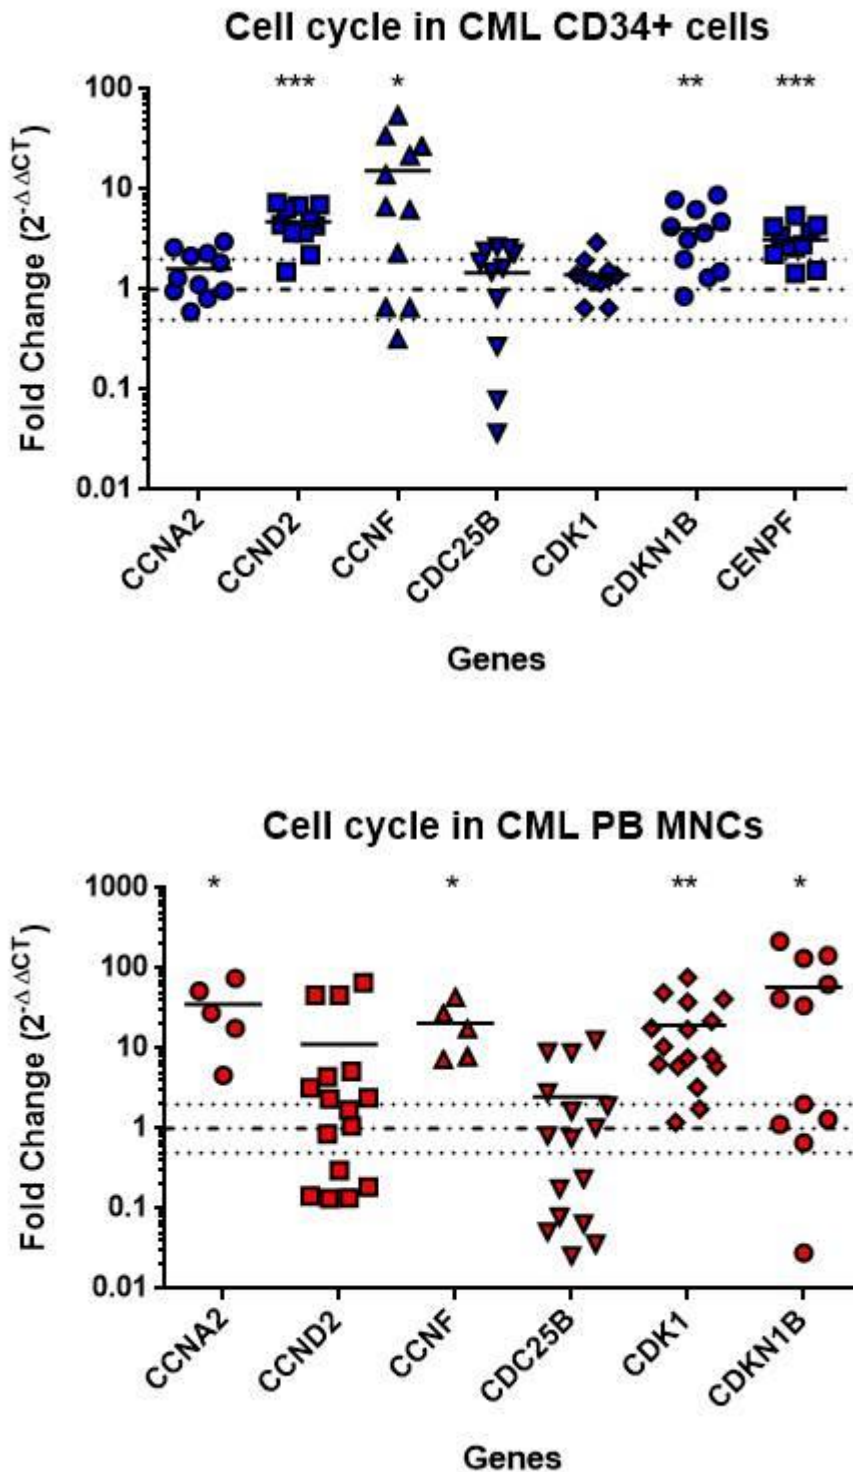 Cell cycle in CML CD34+ cells
*** * ** ***
Fold Change (2-Δ ΔCT)
100
10
1
0.1
0.01
CCNA2 CCND2 CCNF CDC25B CDK1 CDKN1B CENPF
Genes
Cell cycle in CML PB MNCs
* * ** *
Fold Change (2-Δ ΔCT)
1000
100
10
1
0.1
0.01
CCNA2 CCND2 CCNF CDC25B CDK1 CDKN1B
Genes